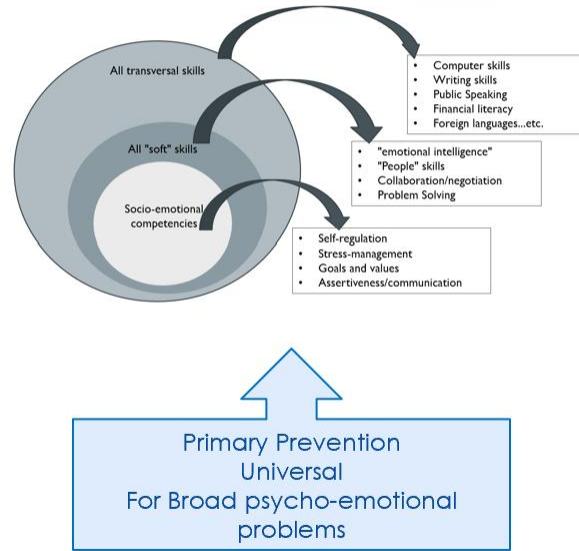 All transversal skills
All "soft" skills
Socio-emotional
competencies
• Computer skills
• Writing skills
• Public Speaking
• Financial literacy
• Foreign languages...etc.
• "emotional intelligence"
• "People" skills
• Collaboration/negotiation
• Problem Solving
• Self-regulation
• Stress-management
• Goals and values
• Assertiveness/communication
Primary Prevention
Universal
For Broad psycho-emotional
problems